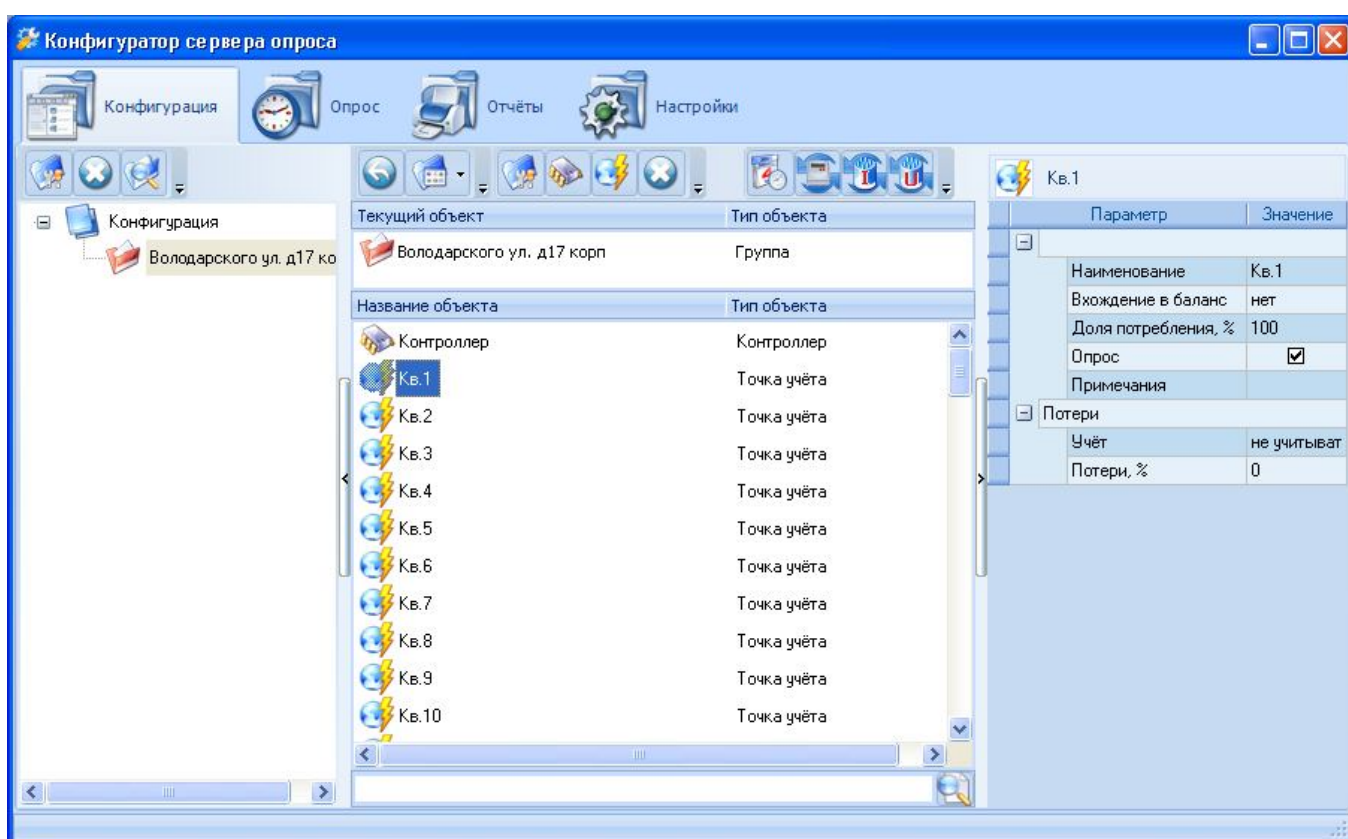 Конфигуратор сервера опроса
Конфигурация
Опрос
Отчёты
Настройки
Конфигурация
Володарского ул. д17 ко
Текущий объект Тип объекта
Володарского ул. д17 корп Группа
Название объекта Тип объекта
Контроллер Контроллер
Кв.1 Точка учёта
Кв.2 Точка учёта
Кв.3 Точка учёта
Кв.4 Точка учёта
Кв.5 Точка учёта
Кв.6 Точка учёта
Кв.7 Точка учёта
Кв.8 Точка учёта
Кв.9 Точка учёта
Кв.10 Точка учёта
Кв.1
Параметр Значение
Наименование Кв.1
Вхождение в баланс нет
Доля потребления, % 100
Опрос
Примечания
Потери
Учёт не учитыват
Потери, % 0